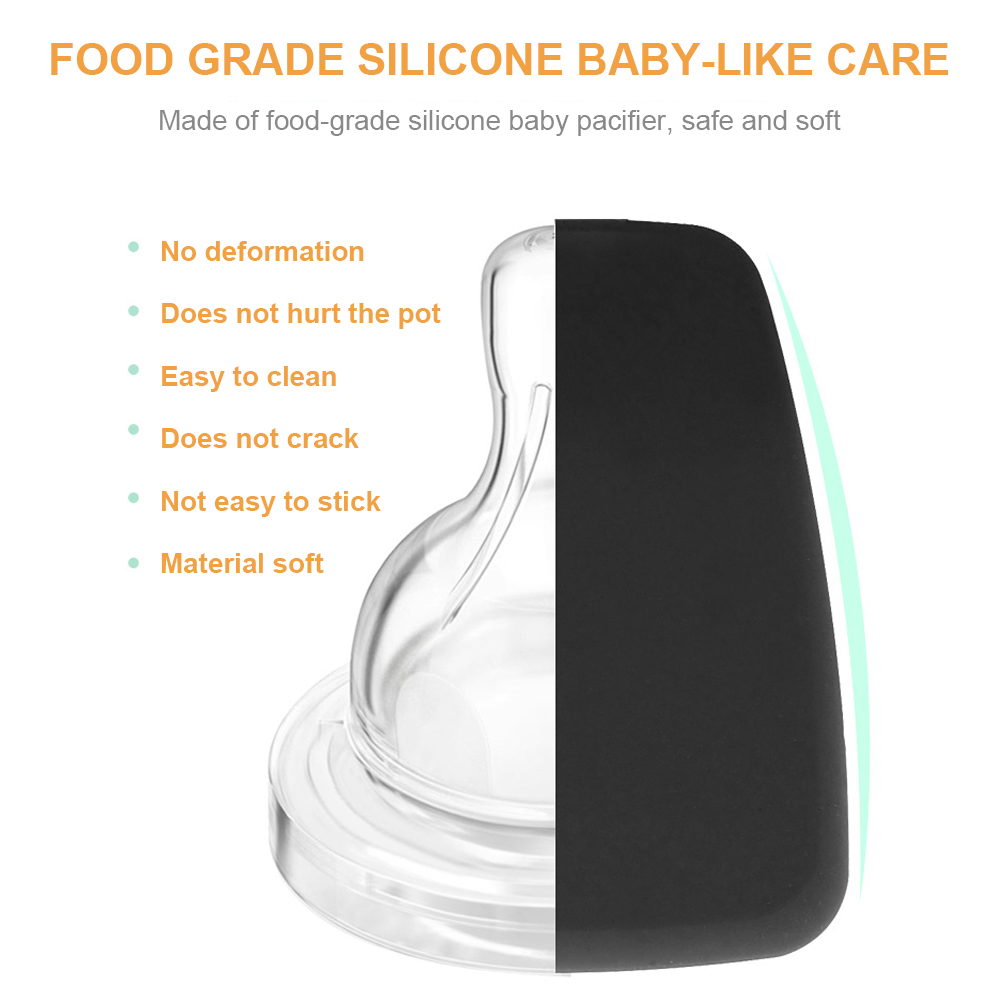 FOOD GRADE SILICONE BABY-LIKE CARE
Made of food-grade silicone baby pacifier, safe and soft
No deformation
Does not hurt the pot
Easy to clean
Does not crack
Not easy to stick
Material soft